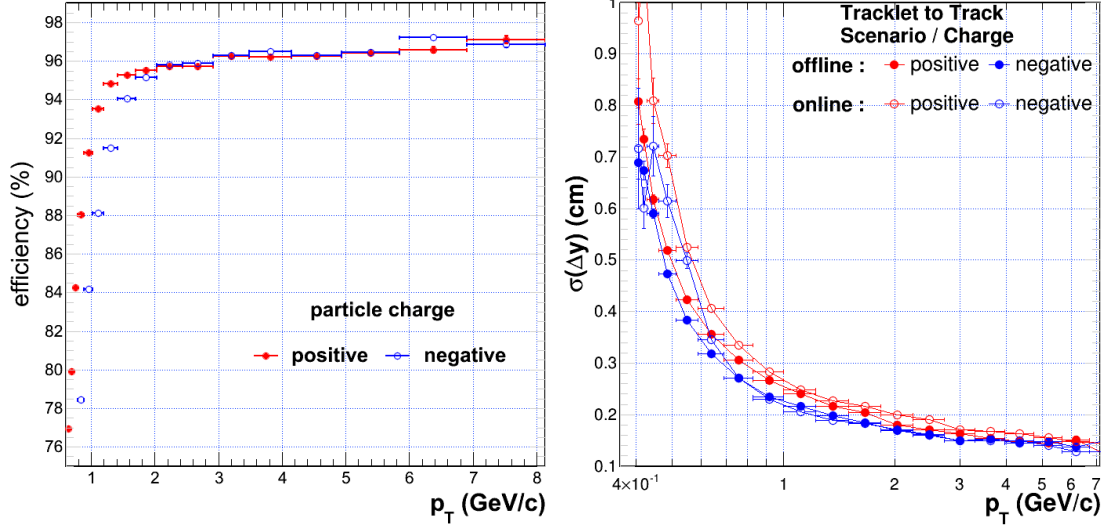 efficiency (%)
96
94
92
90
88
86
84
82
80
78
76
particle charge
positive negative
1 2 3 4 5 6 7 8
p_T (GeV/c)
σ(Δy) (cm)
1
0.9
0.8
0.7
0.6
0.5
0.4
0.3
0.2
0.1
Tracklet to Track
Scenario / Charge
offline : positive negative
online : positive negative
4×10⁻¹ 1 2 3 4 5 6 7
p_T (GeV/c)